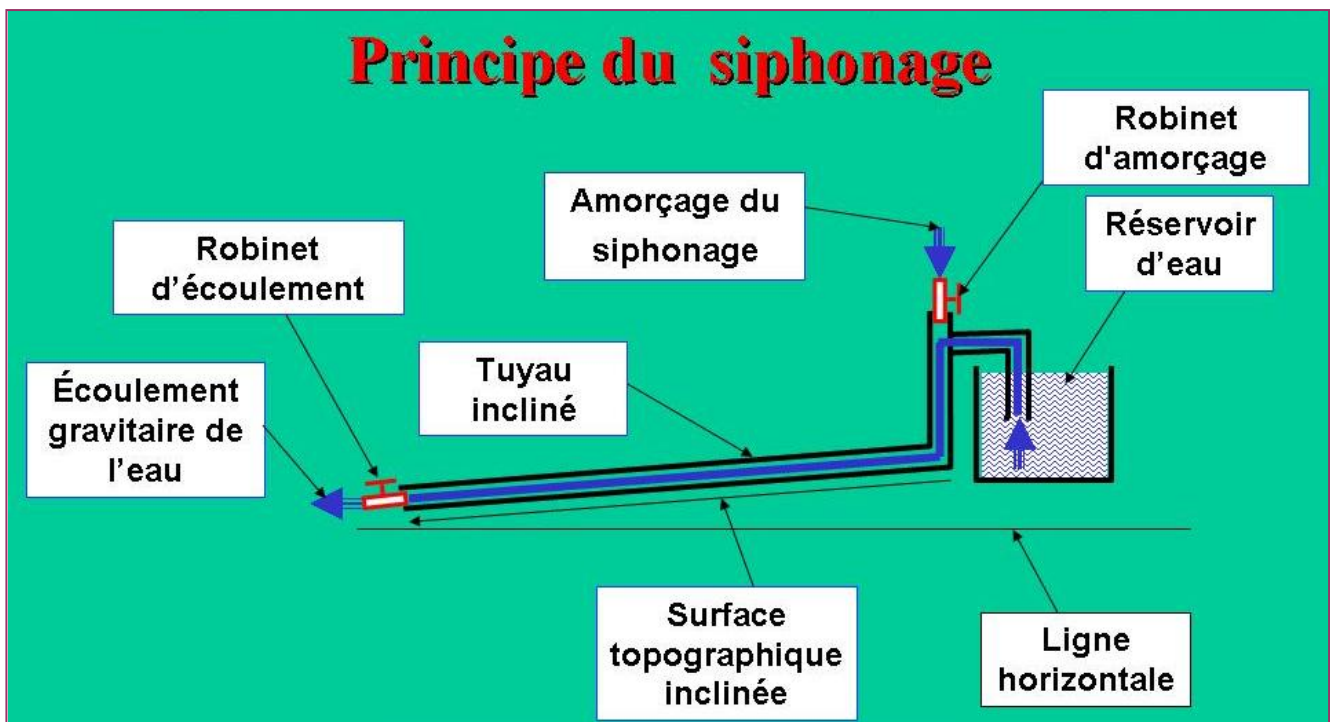 Principe du siphonage
Robinet
d'amorçage
Amorçage du
siphonage
Réservoir
d’eau
Robinet
d’écoulement
Tuyau
incliné
Écoulement
gravitaire de
l’eau
Surface
topographique
inclinée
Ligne
horizontale